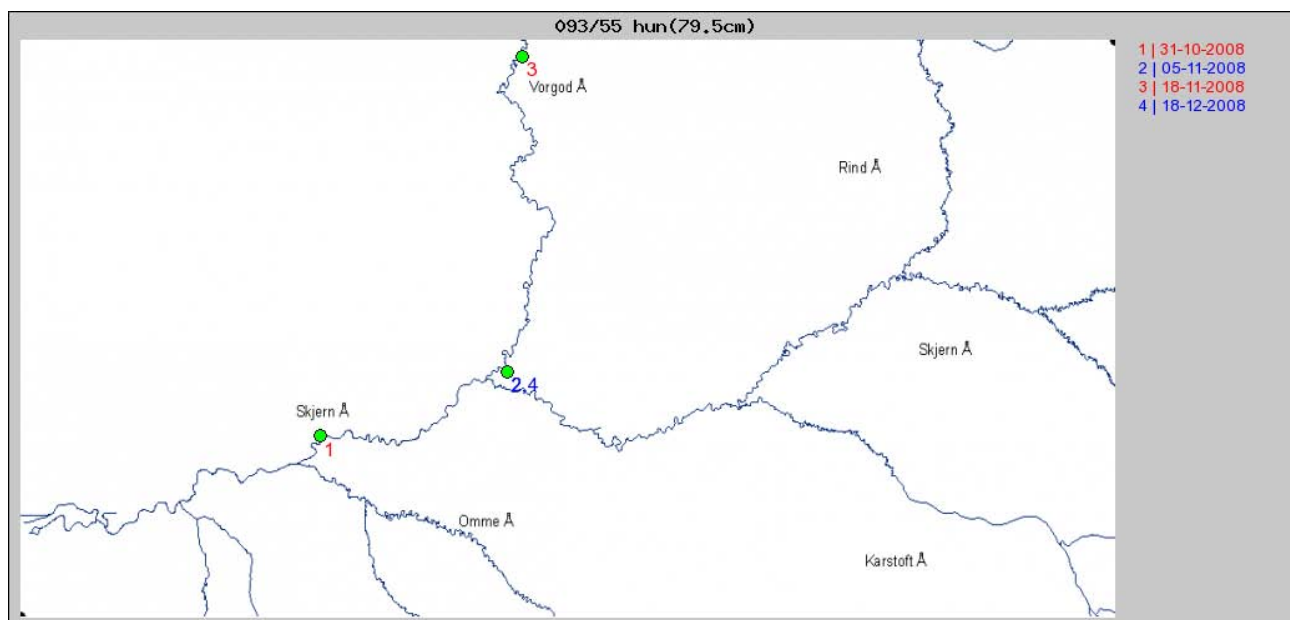 093/55 hun(79.5cm)
1 | 31-10-2008
2 | 05-11-2008
3 | 18-11-2008
4 | 18-12-2008
3
Vorgod Å
Rind Å
Skjern Å
2,4
Skjern Å
1
Omme Å
Karstoft Å